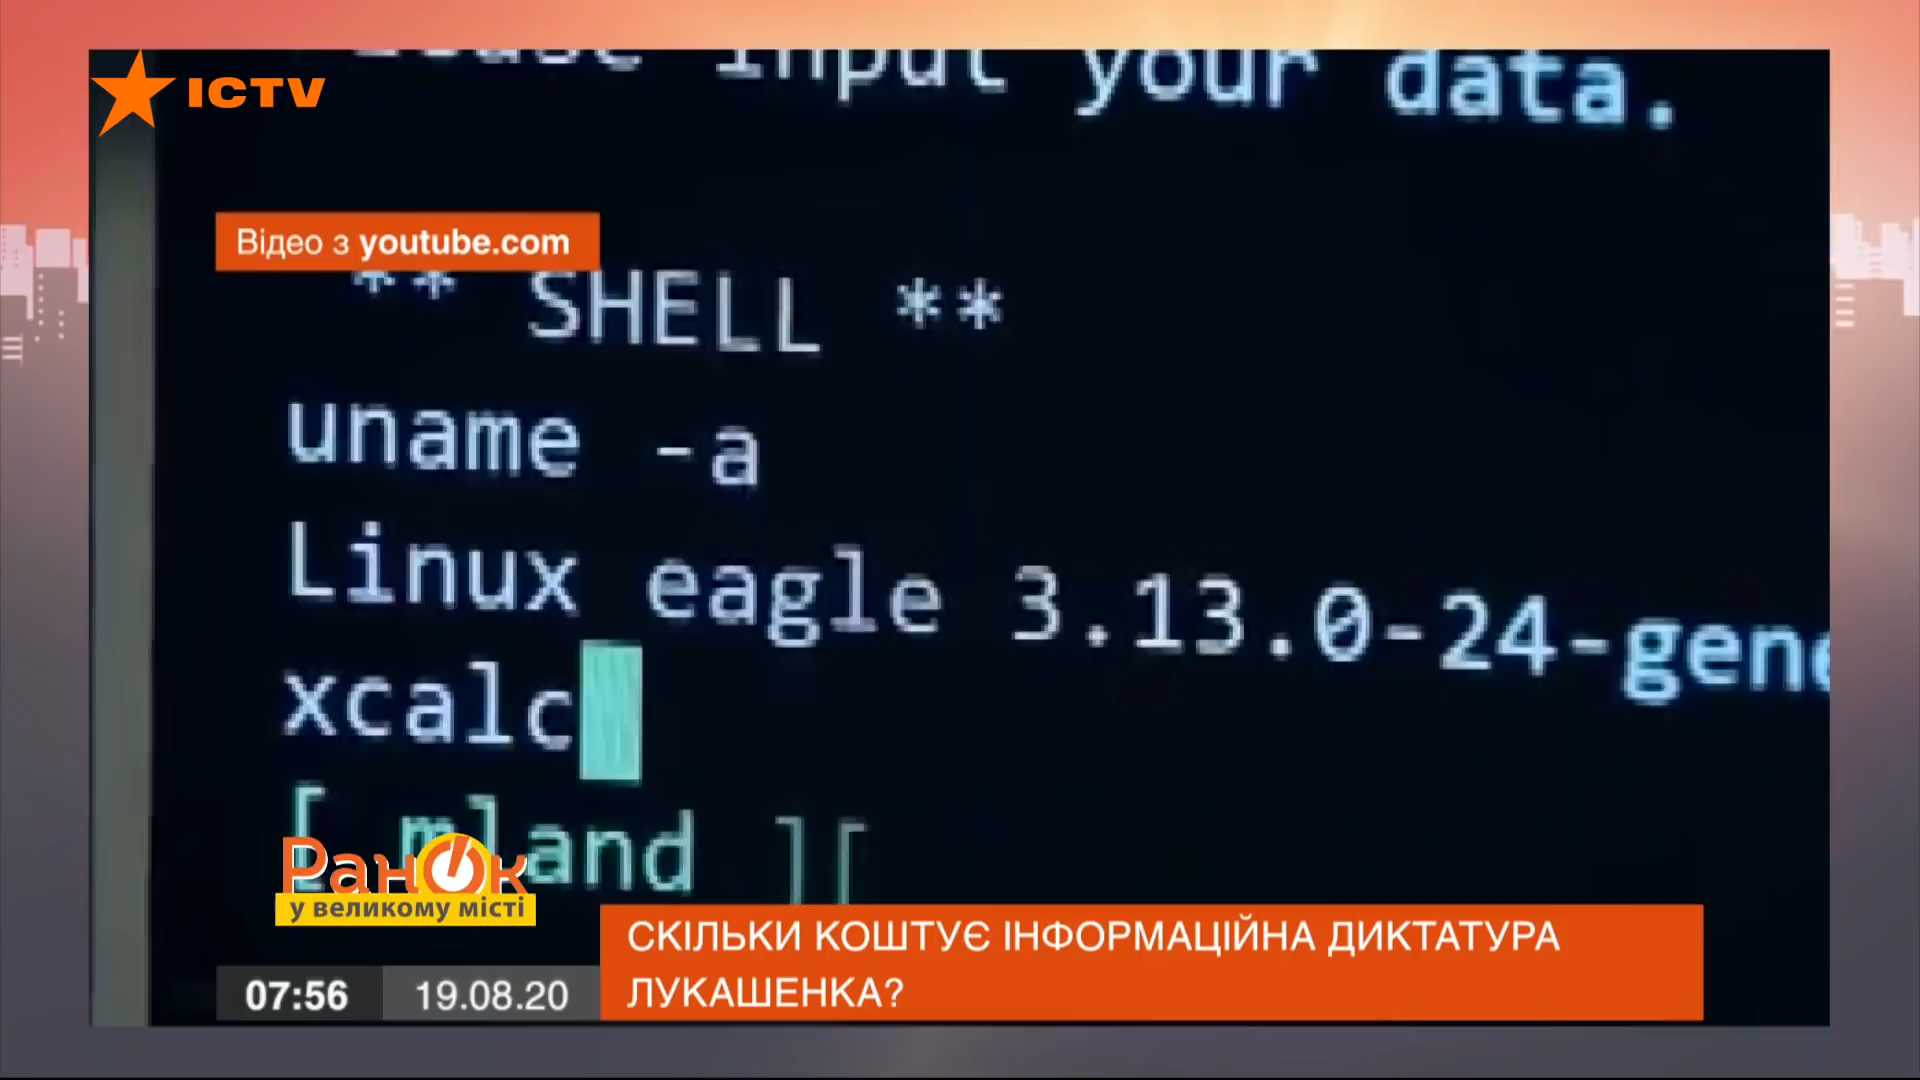 ICTV
input your data.
Відео з youtube.com
** SHELL **
uname -a
Linux eagle 3.13.0-24-gene
xcalc
[ mland ][
Ранок
у великому місті
СКІЛЬКИ КОШТУЄ ІНФОРМАЦІЙНА ДИКТАТУРА
ЛУКАШЕНКА?
07:56 19.08.20